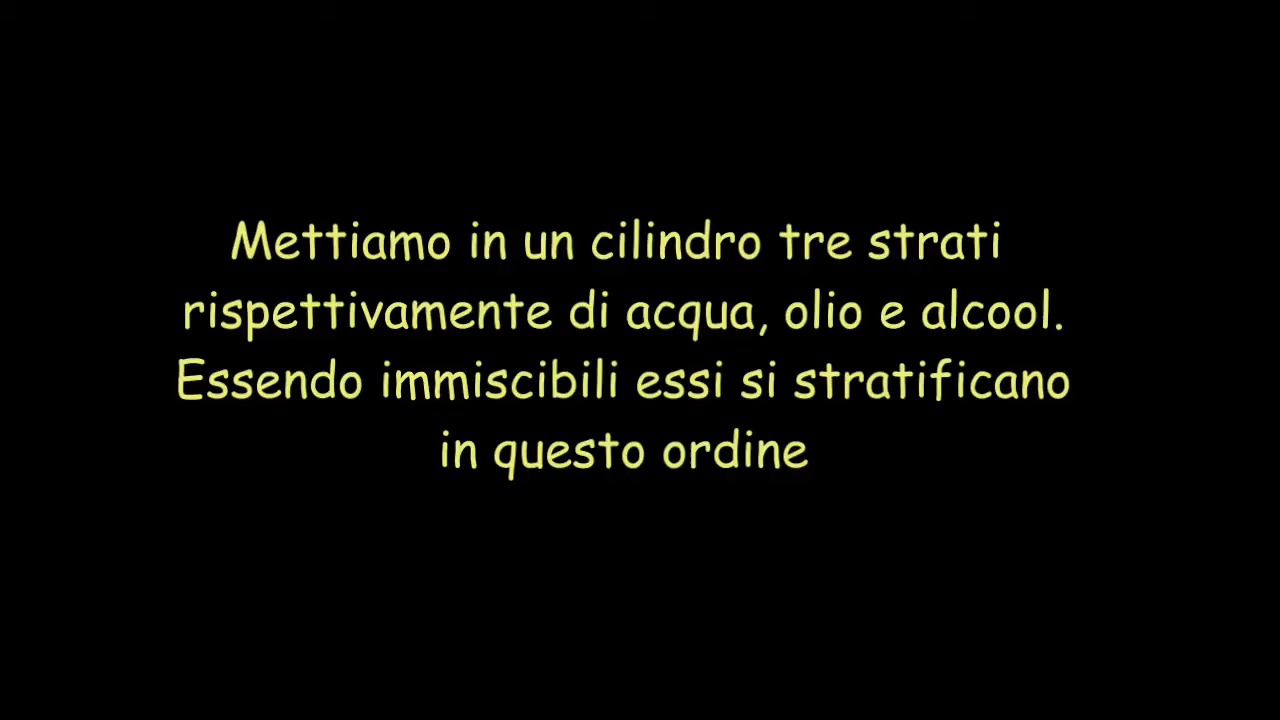 Mettiamo in un cilindro tre strati
rispettivamente di acqua, olio e alcool.
Essendo immiscibili essi si stratificano
in questo ordine